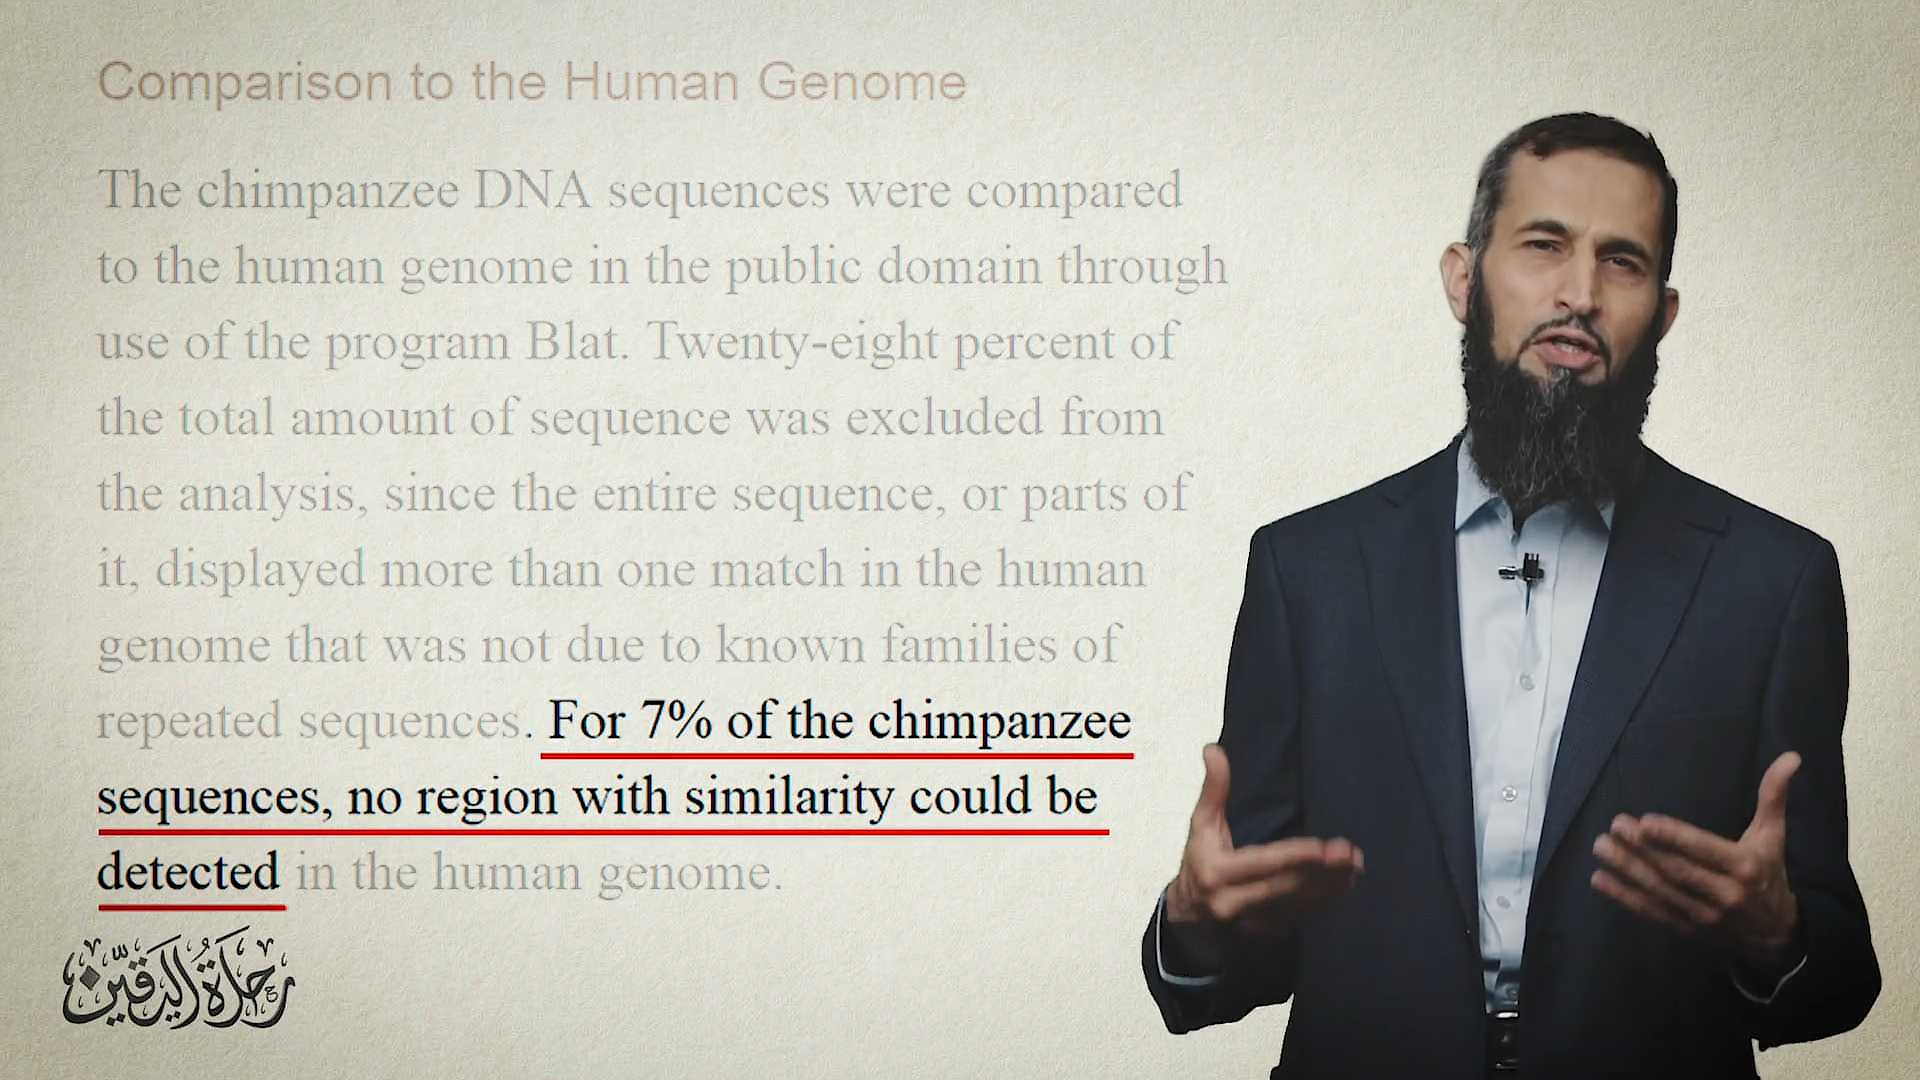 Comparison to the Human Genome
The chimpanzee DNA sequences were compared
to the human genome in the public domain through
use of the program Blat. Twenty-eight percent of
the total amount of sequence was excluded from
the analysis, since the entire sequence, or parts of
it, displayed more than one match in the human
genome that was not due to known families of
repeated sequences. For 7% of the chimpanzee
sequences, no region with similarity could be
detected in the human genome.
رحلة اليقين